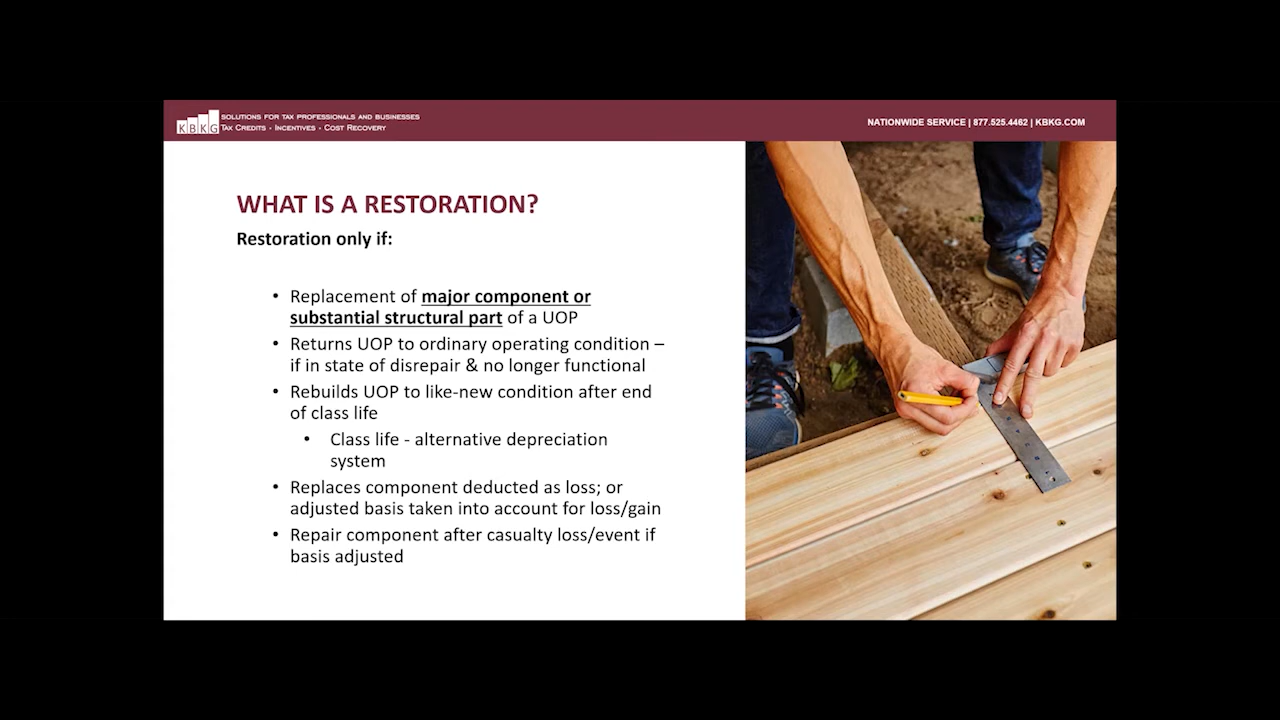 KBKG
SOLUTIONS FOR TAX PROFESSIONALS AND BUSINESSES
TAX CREDITS · INCENTIVES · COST RECOVERY
NATIONWIDE SERVICE | 877.525.4462 | KBKG.COM
WHAT IS A RESTORATION?
Restoration only if:
• Replacement of major component or
substantial structural part of a UOP
• Returns UOP to ordinary operating condition –
if in state of disrepair & no longer functional
• Rebuilds UOP to like-new condition after end
of class life
• Class life - alternative depreciation
system
• Replaces component deducted as loss; or
adjusted basis taken into account for loss/gain
• Repair component after casualty loss/event if
basis adjusted